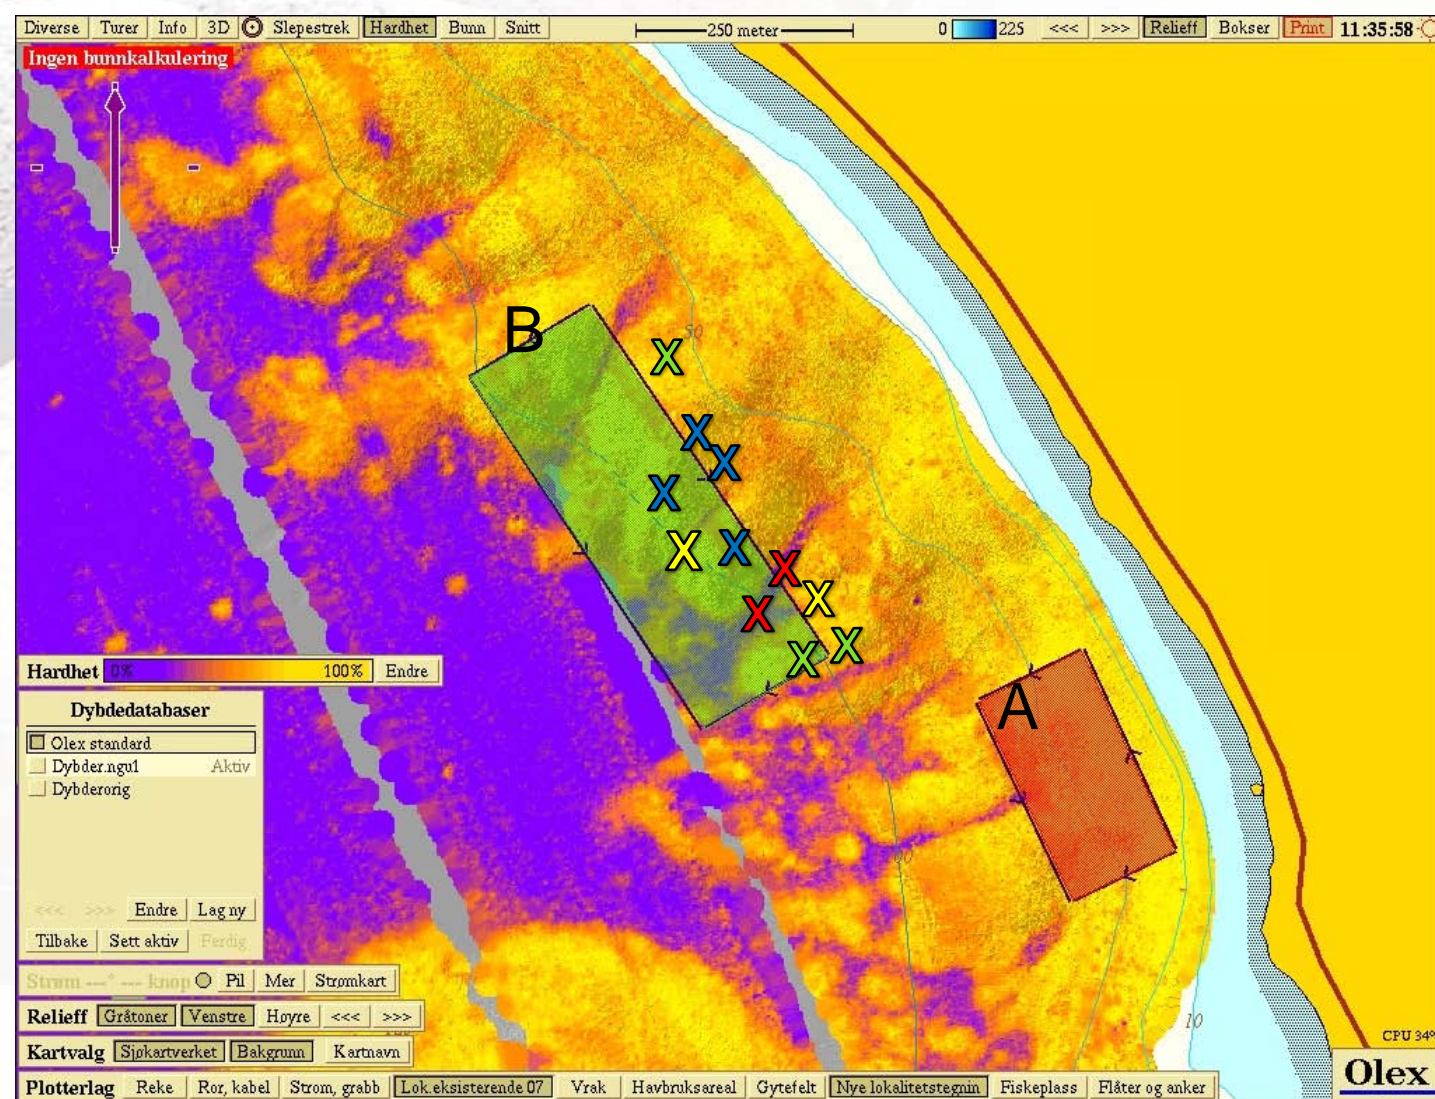 Diverse Turer Info 3D Slepestrek Hardhet Bunn Snitt 250 meter 0 225 <<< >>> Relieff Bokser Print 11:35:58
Ingen bunnkalkulering
B
50
X
X
X
X
X
X
X
X
X
X
X
Hardhet 0% 100% Endre
A
Dybdedatabaser
Olex standard
Dybder.ngu1 Aktiv
Dybderorig
<<< >>> Endre Lag ny
Tilbake Sett aktiv Ferdig
Strøm ---° --- knop Pil Mer Strømkart
Relieff Gråtoner Venstre Høyre <<< >>>
10
Kartvalg Sjøkartverket Bakgrunn Kartnavn
CPU 34°
Olex
Plotterlag Reke Rør, kabel Strøm, grabb Lok.eksisterende 07 Vrak Havbruksareal Gytefelt Nye lokalitetstegnin Fiskeplass Flåter og anker